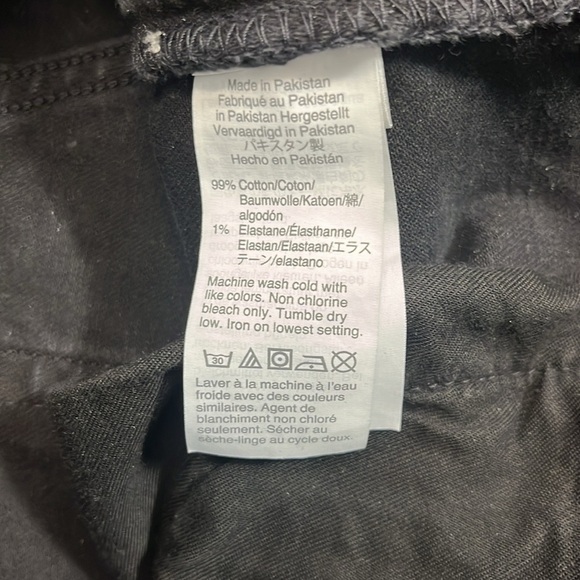 Made in Pakistan
Fabriqué au Pakistan
in Pakistan Hergestellt
Vervaardigd in Pakistan
パキスタン製
Hecho en Pakistán
99% Cotton/Coton/
Baumwolle/Katoen/綿/
algodón
1% Elastane/Élasthanne/
Elastan/Elastaan/エラス
テーン/elastano
Machine wash cold with
like colors. Non chlorine
bleach only. Tumble dry
low. Iron on lowest setting.
30
Laver à la machine à l'eau
froide avec des couleurs
similaires. Agent de
blanchiment non chloré
seulement. Sécher au
sèche-linge au cycle doux.